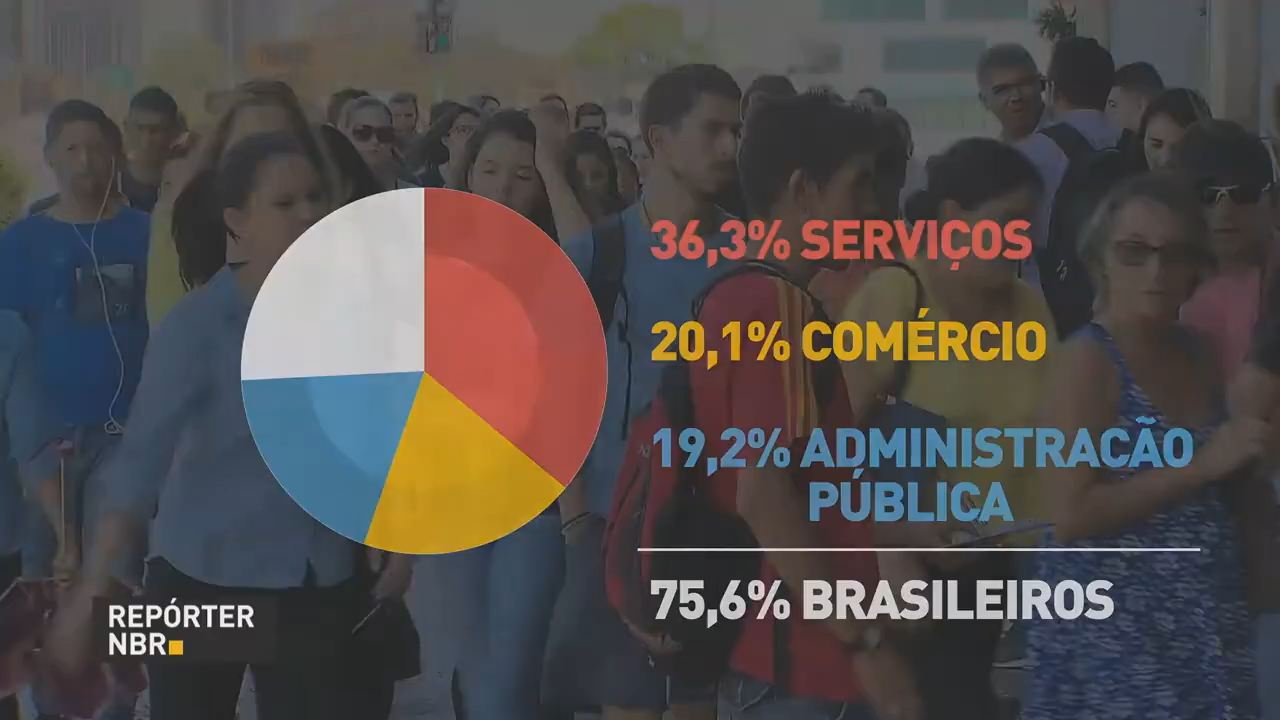 36,3% SERVIÇOS
20,1% COMÉRCIO
19,2% ADMINISTRAÇÃO
PÚBLICA
75,6% BRASILEIROS
REPÓRTER
NBR